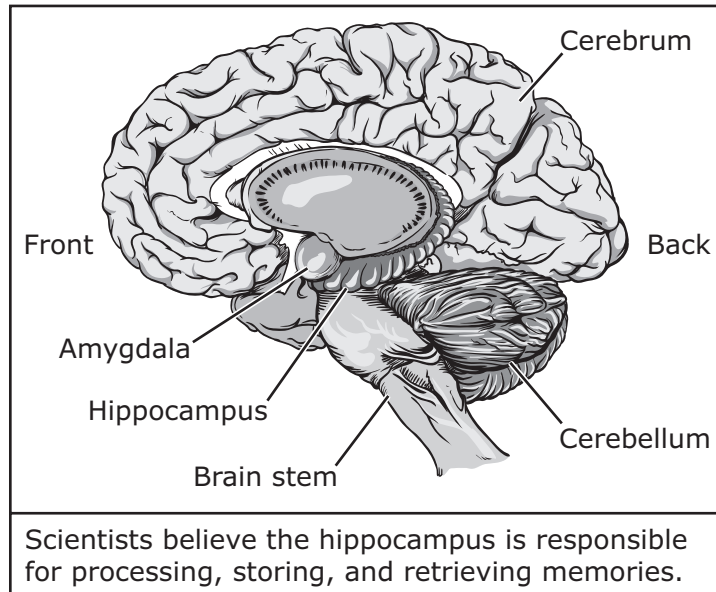 Cerebrum
Front
Back
Amygdala
Hippocampus
Cerebellum
Brain stem
Scientists believe the hippocampus is responsible
for processing, storing, and retrieving memories.